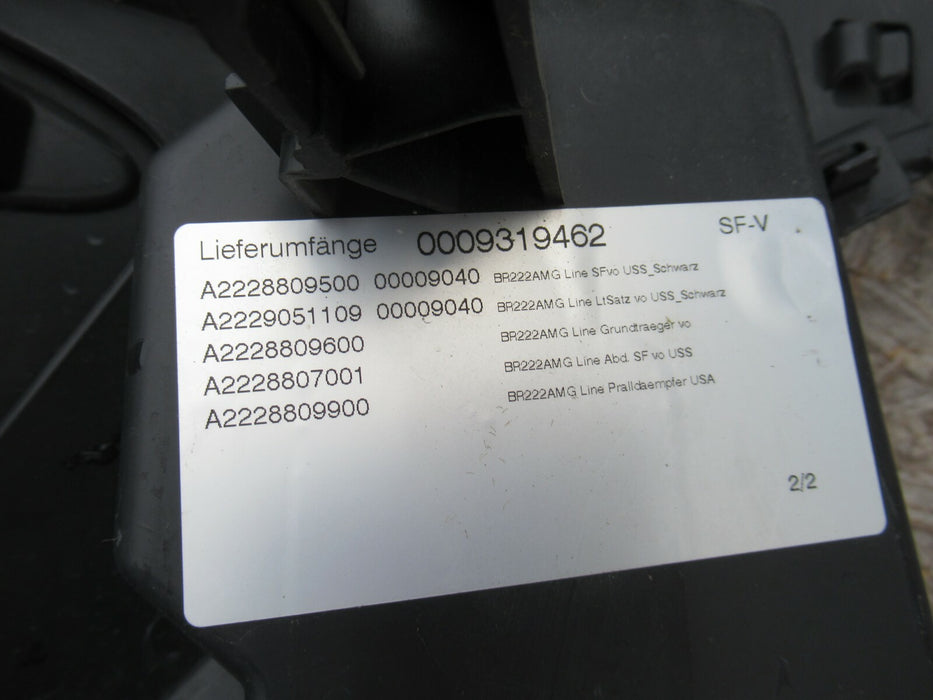 Lieferumfänge 0009319462 SF-V
A2228809500 00009040 BR222AMG Line SFvo USS_Schwarz
A2229051109 00009040 BR222AMG Line LtSatz vo USS_Schwarz
A2228809600 BR222AMG Line Grundtraeger vo
A2228807001 BR222AMG Line Abd. SF vo USS
A2228809900 BR222AMG Line Pralldaempfer USA
2/2